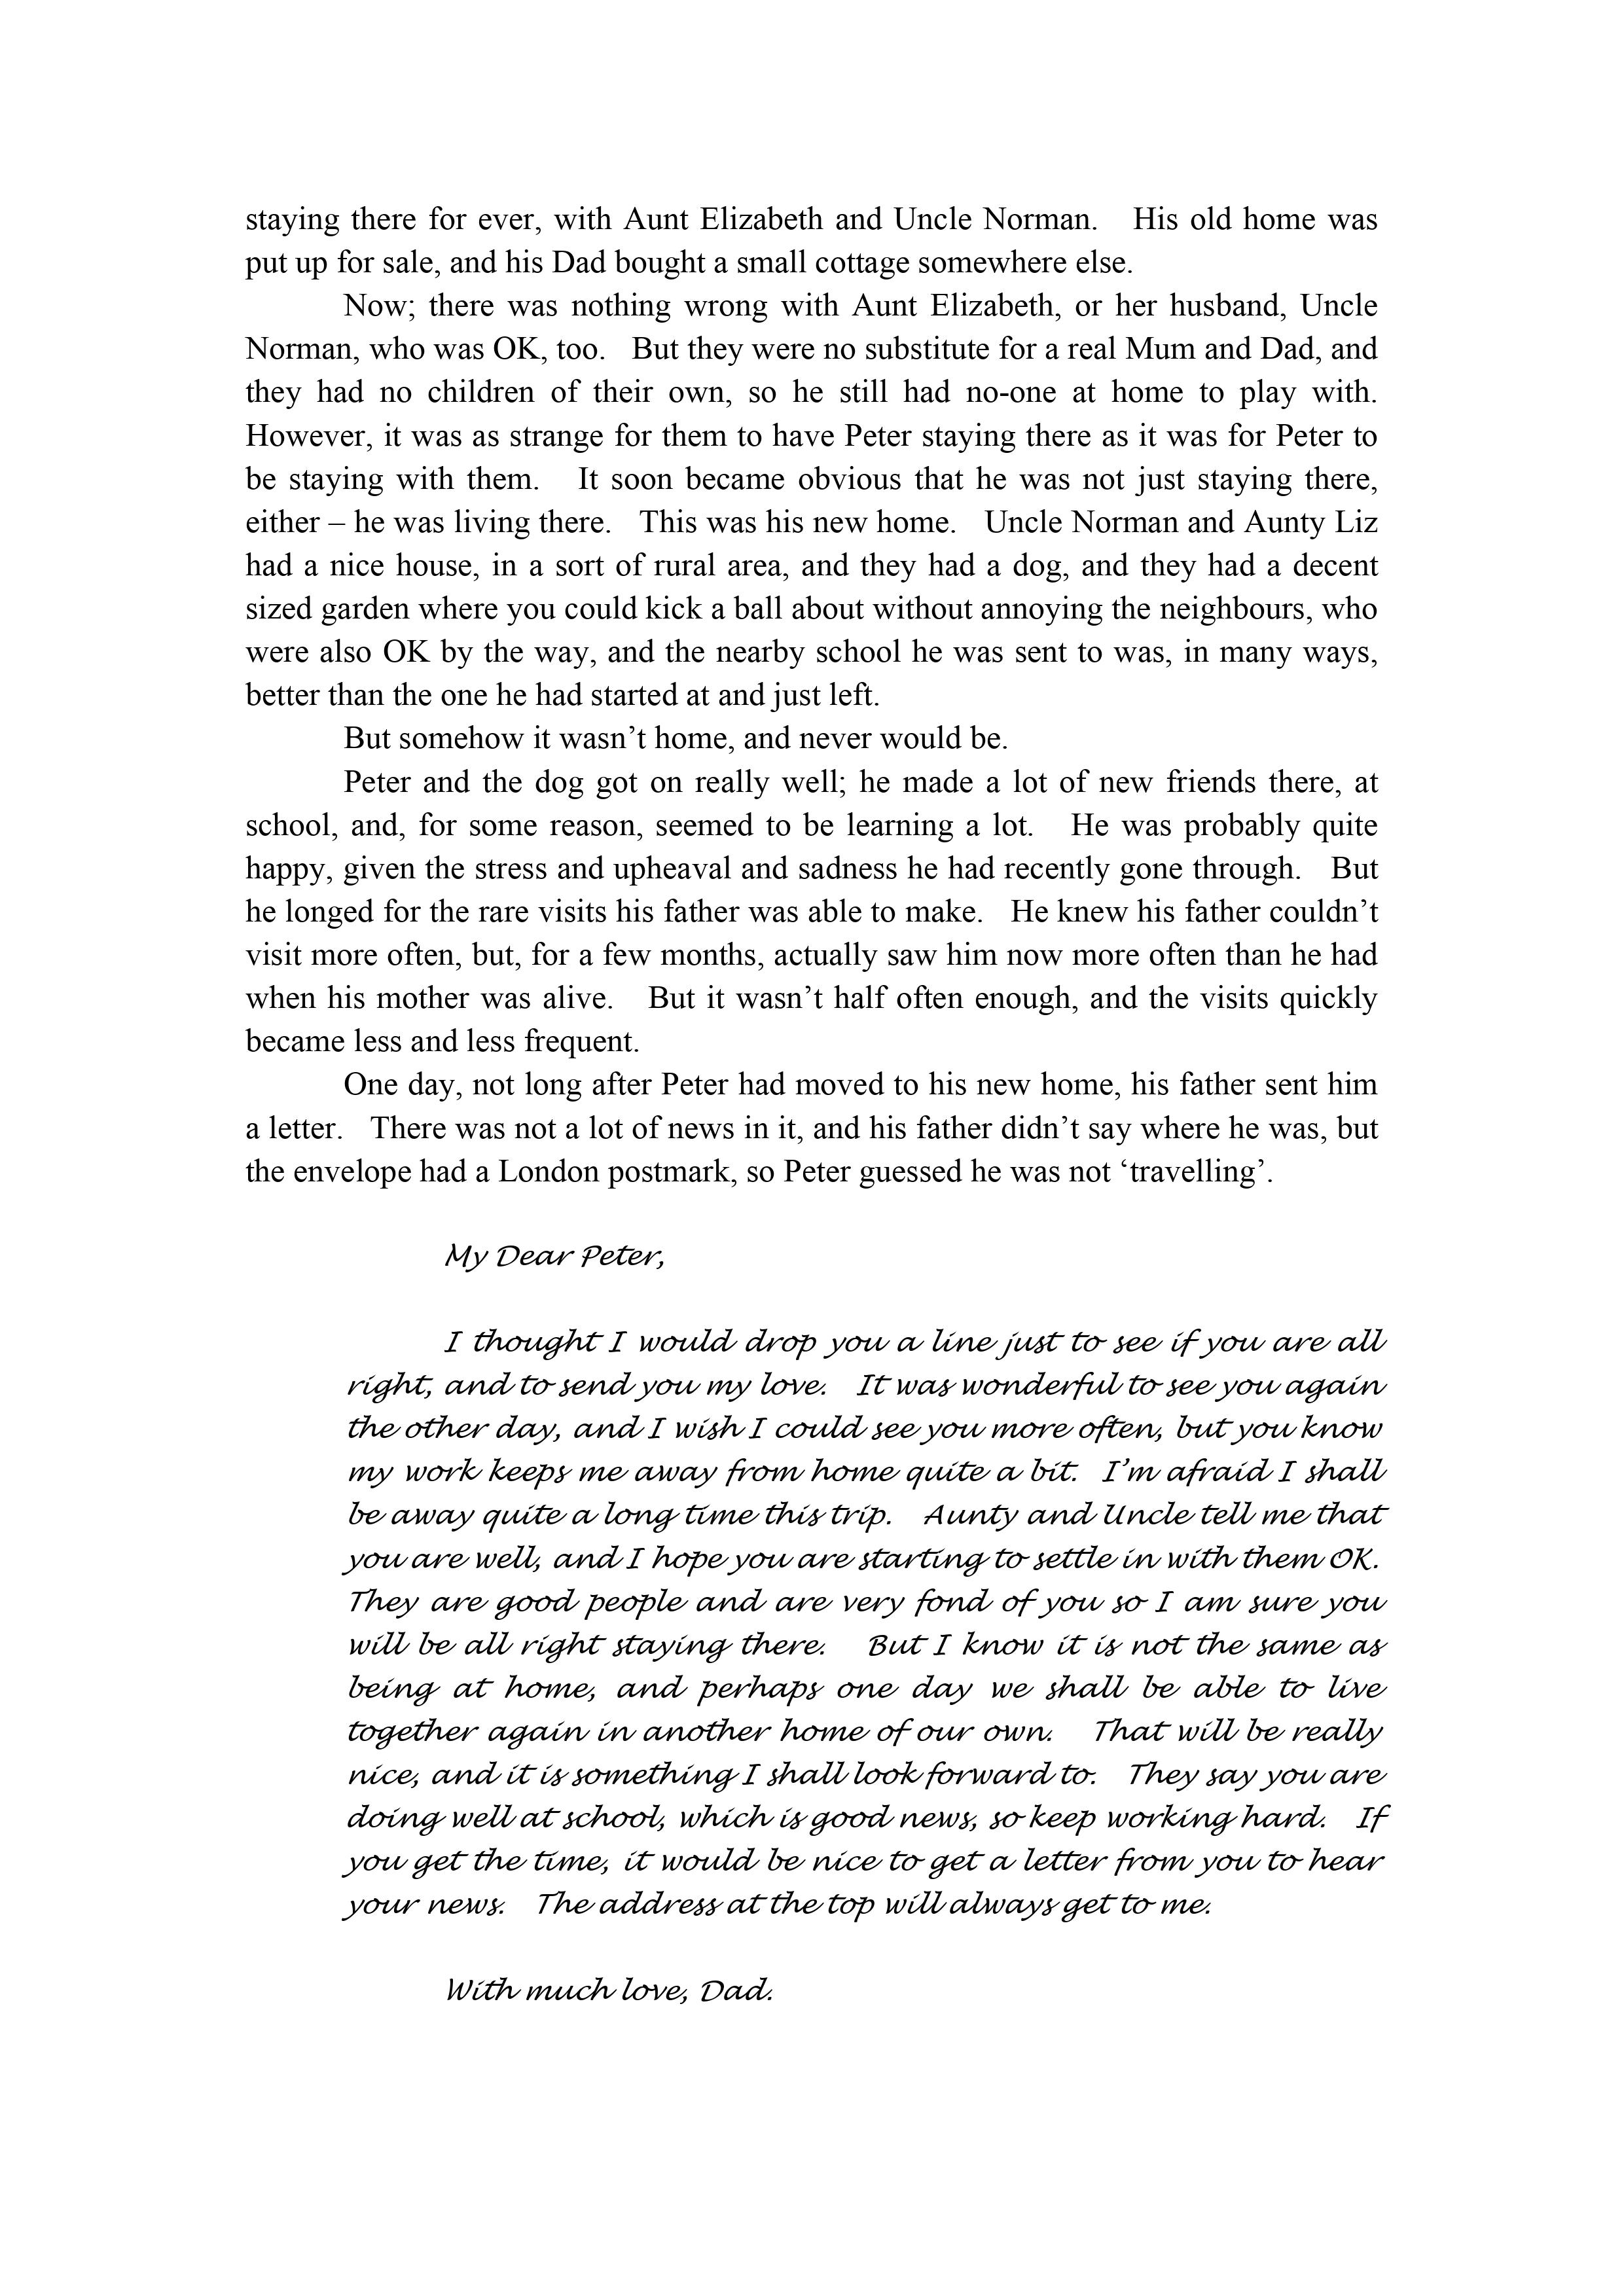 staying there for ever, with Aunt Elizabeth and Uncle Norman.   His old home was
put up for sale, and his Dad bought a small cottage somewhere else.
Now; there was nothing wrong with Aunt Elizabeth, or her husband, Uncle
Norman, who was OK, too.   But they were no substitute for a real Mum and Dad, and
they had no children of their own, so he still had no-one at home to play with.
However, it was as strange for them to have Peter staying there as it was for Peter to
be staying with them.   It soon became obvious that he was not just staying there,
either – he was living there.   This was his new home.   Uncle Norman and Aunty Liz
had a nice house, in a sort of rural area, and they had a dog, and they had a decent
sized garden where you could kick a ball about without annoying the neighbours, who
were also OK by the way, and the nearby school he was sent to was, in many ways,
better than the one he had started at and just left.
But somehow it wasn’t home, and never would be.
Peter and the dog got on really well; he made a lot of new friends there, at
school, and, for some reason, seemed to be learning a lot.   He was probably quite
happy, given the stress and upheaval and sadness he had recently gone through.   But
he longed for the rare visits his father was able to make.   He knew his father couldn’t
visit more often, but, for a few months, actually saw him now more often than he had
when his mother was alive.   But it wasn’t half often enough, and the visits quickly
became less and less frequent.
One day, not long after Peter had moved to his new home, his father sent him
a letter.   There was not a lot of news in it, and his father didn’t say where he was, but
the envelope had a London postmark, so Peter guessed he was not ‘travelling’.
My Dear Peter,
I thought I would drop you a line just to see if you are all
right, and to send you my love.   It was wonderful to see you again
the other day, and I wish I could see you more often, but you know
my work keeps me away from home quite a bit.  I’m afraid I shall
be away quite a long time this trip.   Aunty and Uncle tell me that
you are well, and I hope you are starting to settle in with them OK.
They are good people and are very fond of you so I am sure you
will be all right staying there.   But I know it is not the same as
being at home, and perhaps one day we shall be able to live
together again in another home of our own.   That will be really
nice, and it is something I shall look forward to.   They say you are
doing well at school, which is good news, so keep working hard.   If
you get the time, it would be nice to get a letter from you to hear
your news.   The address at the top will always get to me.
With much love, Dad.